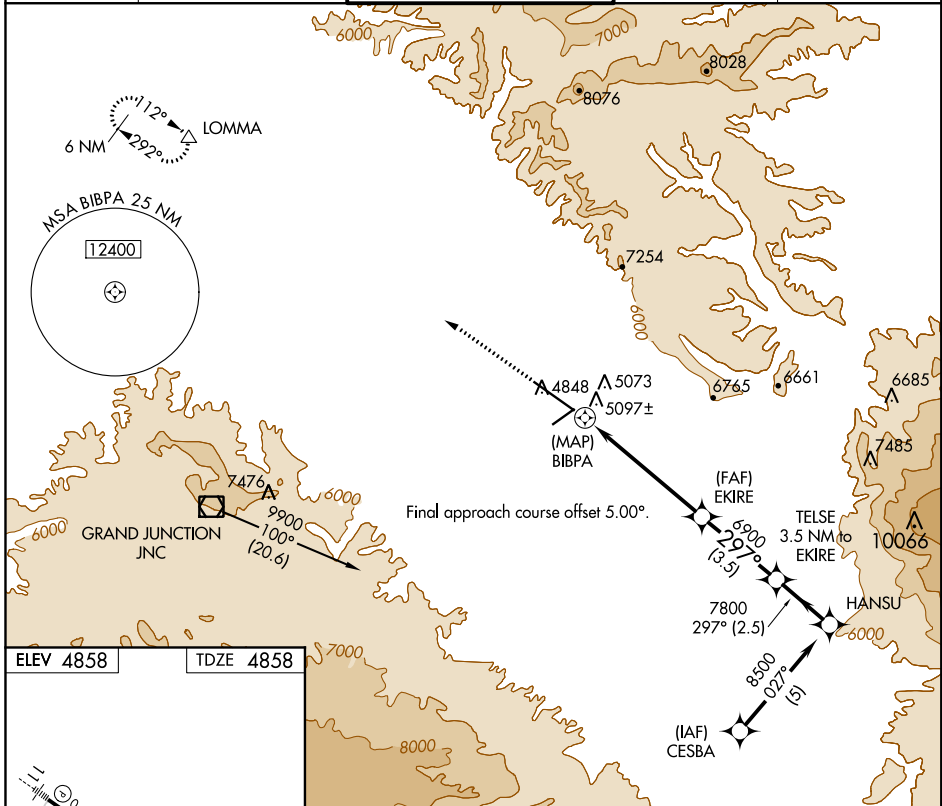 6000
7000
8028
8076
112°
292°
6 NM
LOMMA
MSA BIBPA 25 NM
12400
7254
6000
4848
5073
5097±
6765
6661
6685
7485
10066
(MAP)
BIBPA
(FAF)
EKIRE
Final approach course offset 5.00°.
6900
297°
(3.5)
TELSE
3.5 NM to
EKIRE
7800
297° (2.5)
HANSU
6000
8500
027°
(5)
(IAF)
CESBA
7476
6000
6000
GRAND JUNCTION
JNC
9900
100°
(20.6)
7000
8000
ELEV 4858
TDZE 4858
11
P